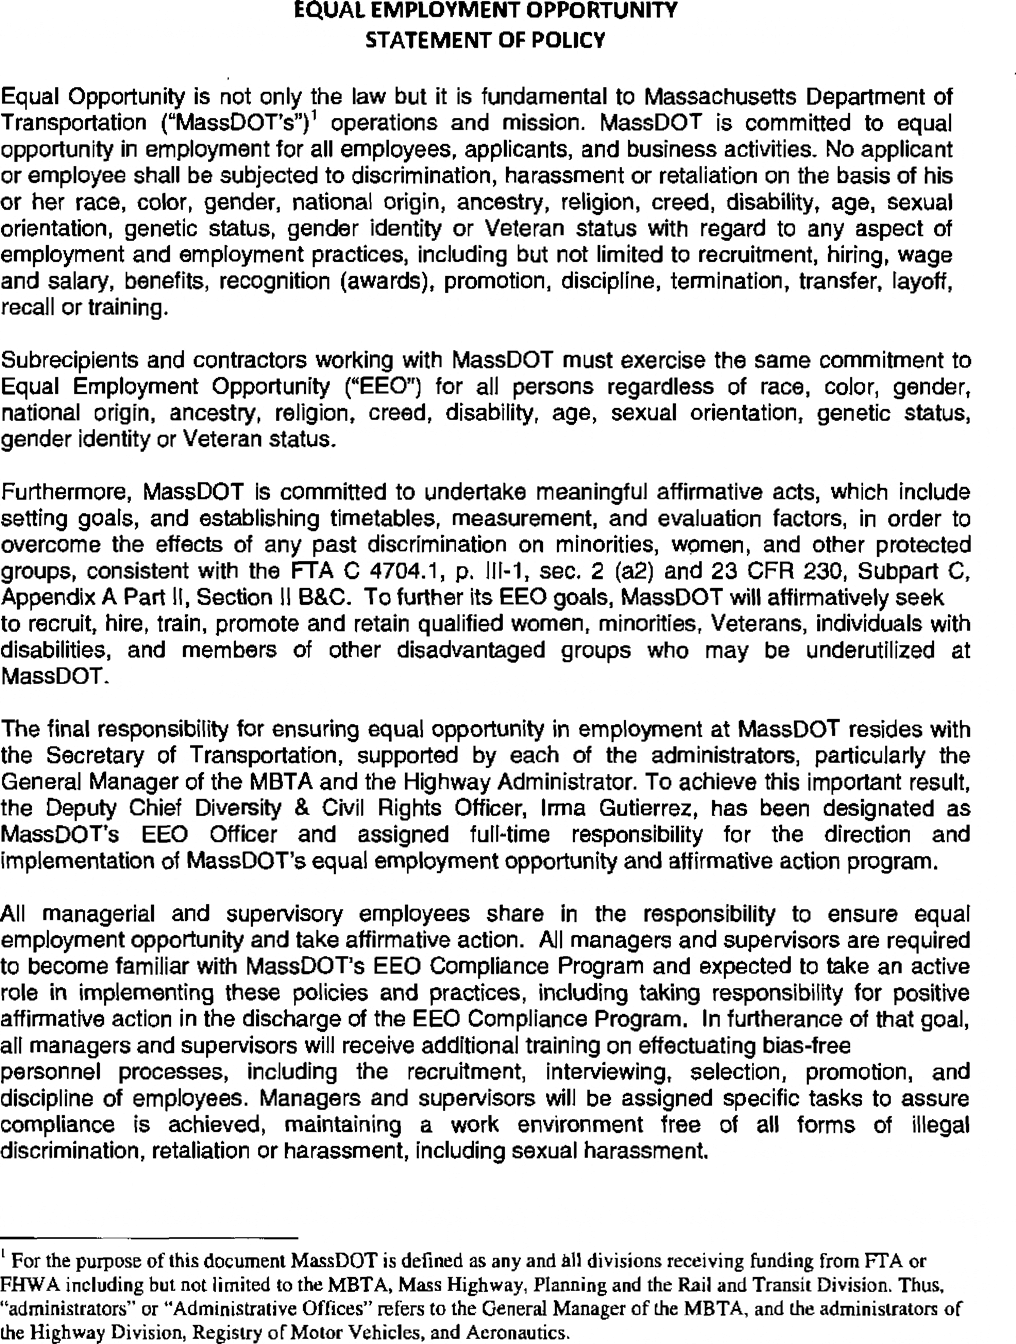 EQUAL EMPLOYMENT OPPORTUNITY
STATEMENT OF POLICY
Equal Opportunity is not only the law but it is fundamental to Massachusetts Department of
Transportation (“MassDOT’s”)¹ operations and mission. MassDOT is committed to equal
opportunity in employment for all employees, applicants, and business activities. No applicant
or employee shall be subjected to discrimination, harassment or retaliation on the basis of his
or her race, color, gender, national origin, ancestry, religion, creed, disability, age, sexual
orientation, genetic status, gender identity or Veteran status with regard to any aspect of
employment and employment practices, including but not limited to recruitment, hiring, wage
and salary, benefits, recognition (awards), promotion, discipline, termination, transfer, layoff,
recall or training.
Subrecipients and contractors working with MassDOT must exercise the same commitment to
Equal Employment Opportunity (“EEO”) for all persons regardless of race, color, gender,
national origin, ancestry, religion, creed, disability, age, sexual orientation, genetic status,
gender identity or Veteran status.
Furthermore, MassDOT is committed to undertake meaningful affirmative acts, which include
setting goals, and establishing timetables, measurement, and evaluation factors, in order to
overcome the effects of any past discrimination on minorities, women, and other protected
groups, consistent with the FTA C 4704.1, p. III-1, sec. 2 (a2) and 23 CFR 230, Subpart C,
Appendix A Part II, Section II B&C. To further its EEO goals, MassDOT will affirmatively seek
to recruit, hire, train, promote and retain qualified women, minorities, Veterans, individuals with
disabilities, and members of other disadvantaged groups who may be underutilized at
MassDOT.
The final responsibility for ensuring equal opportunity in employment at MassDOT resides with
the Secretary of Transportation, supported by each of the administrators, particularly the
General Manager of the MBTA and the Highway Administrator. To achieve this important result,
the Deputy Chief Diversity & Civil Rights Officer, Irma Gutierrez, has been designated as
MassDOT’s EEO Officer and assigned full-time responsibility for the direction and
implementation of MassDOT’s equal employment opportunity and affirmative action program.
All managerial and supervisory employees share in the responsibility to ensure equal
employment opportunity and take affirmative action. All managers and supervisors are required
to become familiar with MassDOT’s EEO Compliance Program and expected to take an active
role in implementing these policies and practices, including taking responsibility for positive
affirmative action in the discharge of the EEO Compliance Program. In furtherance of that goal,
all managers and supervisors will receive additional training on effectuating bias-free
personnel processes, including the recruitment, interviewing, selection, promotion, and
discipline of employees. Managers and supervisors will be assigned specific tasks to assure
compliance is achieved, maintaining a work environment free of all forms of illegal
discrimination, retaliation or harassment, including sexual harassment.
¹ For the purpose of this document MassDOT is defined as any and all divisions receiving funding from FTA or
FHWA including but not limited to the MBTA, Mass Highway, Planning and the Rail and Transit Division. Thus,
“administrators” or “Administrative Offices” refers to the General Manager of the MBTA, and the administrators of
the Highway Division, Registry of Motor Vehicles, and Aeronautics.